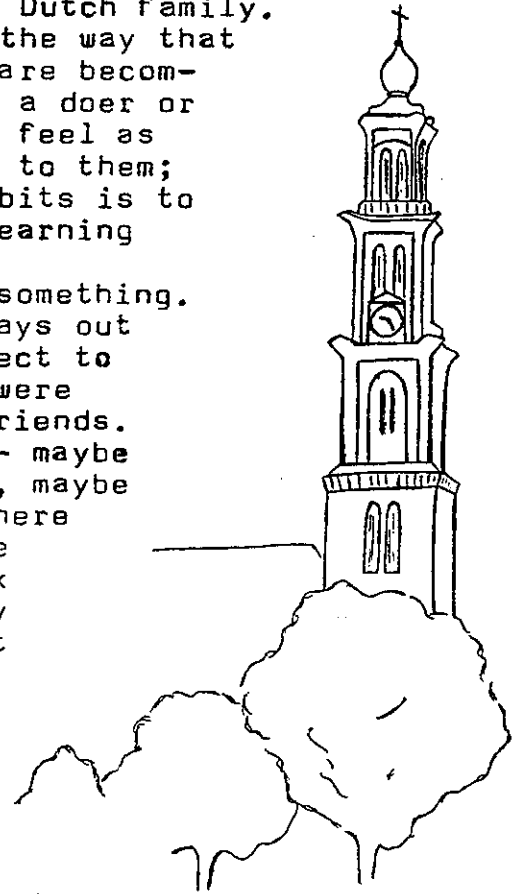 Dutch family.
the way that
are becom-
a doer or
feel as
to them;
bits is to
earning
something.
ays out
ect to
were
riends.
- maybe
, maybe
here